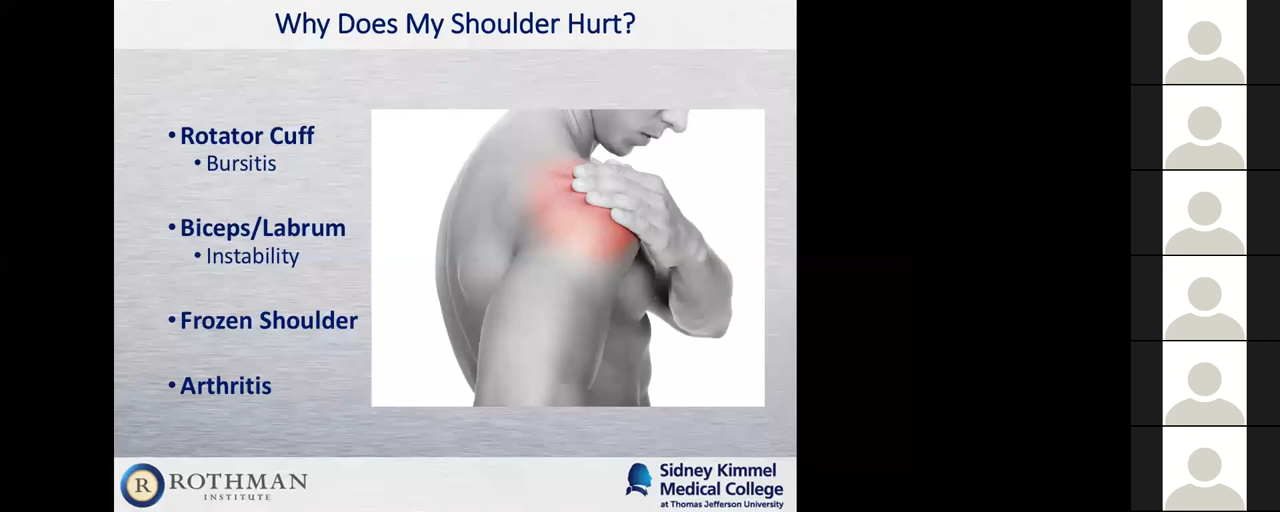 Why Does My Shoulder Hurt?
• Rotator Cuff
• Bursitis
• Biceps/Labrum
• Instability
• Frozen Shoulder
• Arthritis
R
ROTHMAN
INSTITUTE
Sidney Kimmel
Medical College
at Thomas Jefferson University